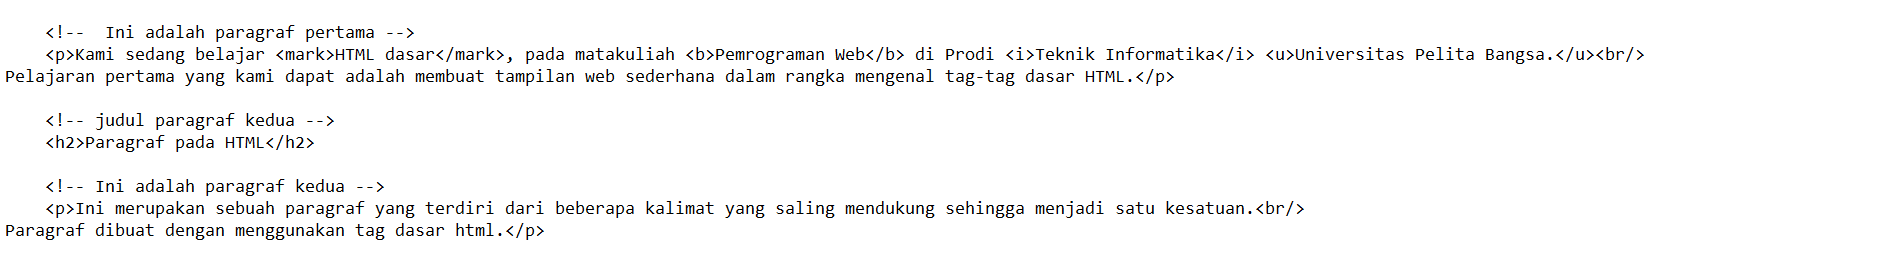 <!--  Ini adalah paragraf pertama -->
<p>Kami sedang belajar <mark>HTML dasar</mark>, pada matakuliah <b>Pemrograman Web</b> di Prodi <i>Teknik Informatika</i> <u>Universitas Pelita Bangsa.</u><br/>
Pelajaran pertama yang kami dapat adalah membuat tampilan web sederhana dalam rangka mengenal tag-tag dasar HTML.</p>
<!-- judul paragraf kedua -->
<h2>Paragraf pada HTML</h2>
<!-- Ini adalah paragraf kedua -->
<p>Ini merupakan sebuah paragraf yang terdiri dari beberapa kalimat yang saling mendukung sehingga menjadi satu kesatuan.<br/>
Paragraf dibuat dengan menggunakan tag dasar html.</p>